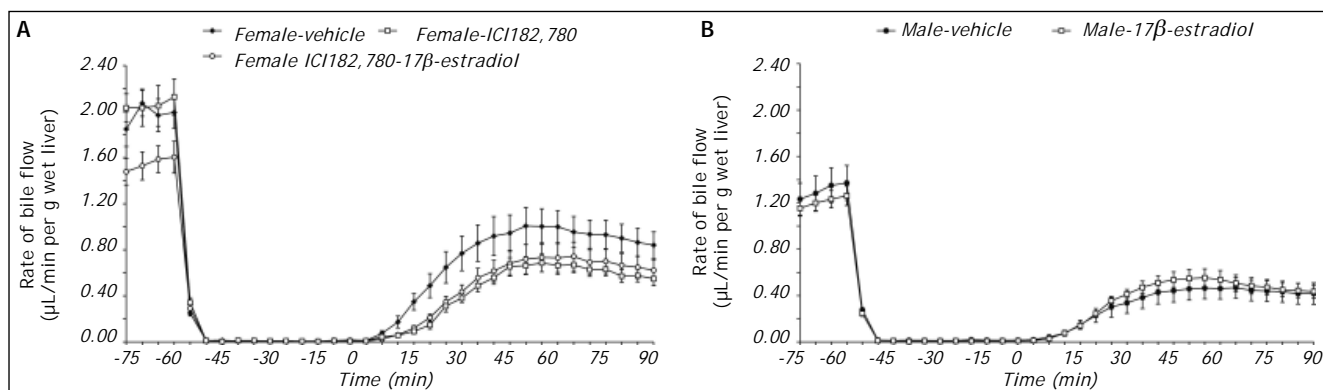 A
Female-vehicle Female-ICI182,780
Female ICI182,780-17β-estradiol
Rate of bile flow
(μL/min per g wet liver)
2.40
2.00
1.60
1.20
0.80
0.40
0.00
-75 -60 -45 -30 -15 0 15 30 45 60 75 90
Time (min)
B
Male-vehicle Male-17β-estradiol
Rate of bile flow
(μL/min per g wet liver)
2.40
2.00
1.60
1.20
0.80
0.40
0.00
-75 -60 -45 -30 -15 0 15 30 45 60 75 90
Time (min)